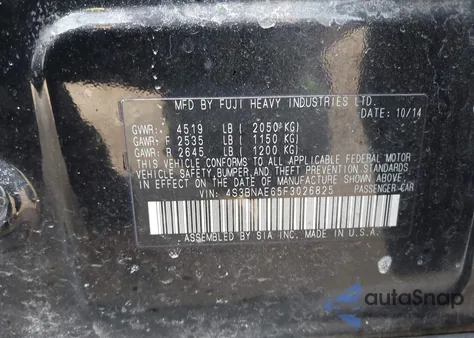 MFD BY FUJI HEAVY INDUSTRIES LTD.
DATE: 10/14
GVWR: 4519 LB ( 2050 KG)
GAWR: F 2535 LB ( 1150 KG)
GAWR: R 2645 LB ( 1200 KG)
THIS VEHICLE CONFORMS TO ALL APPLICABLE FEDERAL MOTOR
VEHICLE SAFETY, BUMPER, AND THEFT PREVENTION STANDARDS
IN EFFECT ON THE DATE OF MANUFACTURE SHOWN ABOVE.
VIN: 4S3BNAE65F3026825 PASSENGER-CAR
ASSEMBLED BY SIA INC. MADE IN U.S.A.
autoSnap